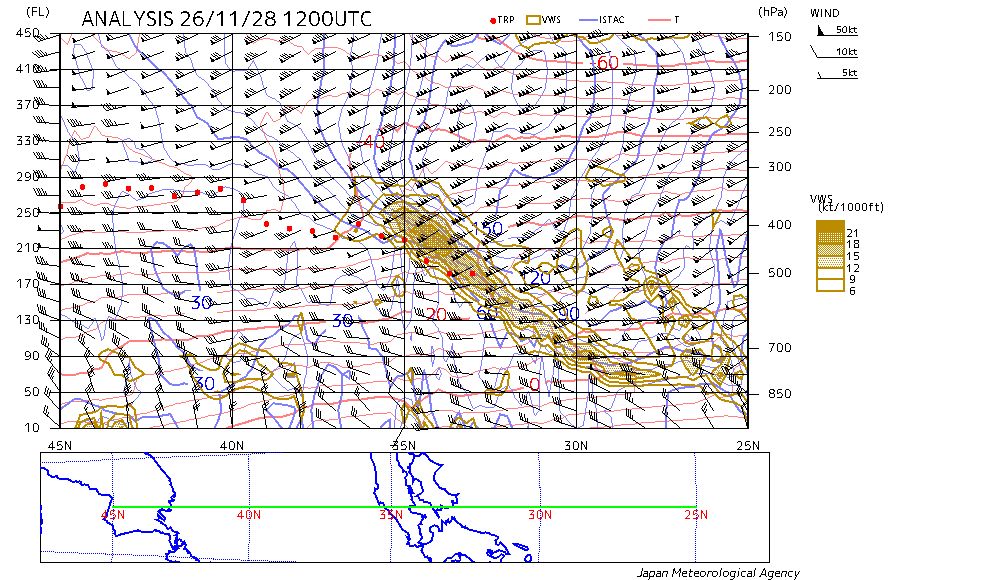 ANALYSIS 26/11/28 1200UTC
TRP VWS ISTAC T
(FL) (hPa)
WIND
50kt
10kt
5kt
450 410 370 330 290 250 210 170 130 90 50 10
150 200 250 300 400 500 700 850
-60
-40
150
120
30 30 20 60 90
30 0
VWS
(kt/1000ft)
21
18
15
12
9
6
45N 40N 35N 30N 25N
45N 40N 35N 30N 25N
Japan Meteorological Agency